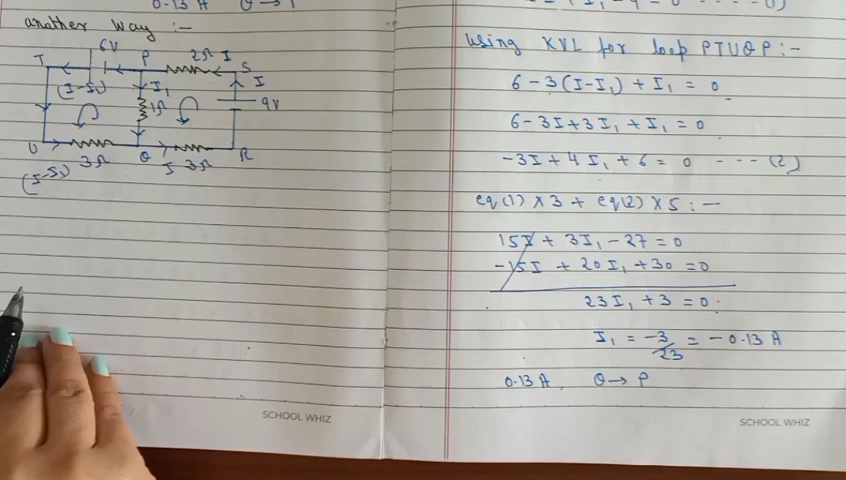 0.13 A
another way :-
6V
P
2Ω I
T
S
(I-I₁)
I₁
I
1Ω
9V
U
3Ω
Q
I
3Ω
R
(I-I₁)
SCHOOL WHIZ
Using KVL for loop PTUQP :-
6 - 3(I-I₁) + I₁ = 0
6 - 3I + 3I₁ + I₁ = 0
-3I + 4I₁ + 6 = 0 --- (2)
eq(1) × 3 + eq(2) × 5 : -
15I + 3I₁ - 27 = 0
-15I + 20I₁ + 30 = 0
23I₁ + 3 = 0
I₁ = -3/23 = -0.13 A
0.13 A, Q → P
SCHOOL WHIZ